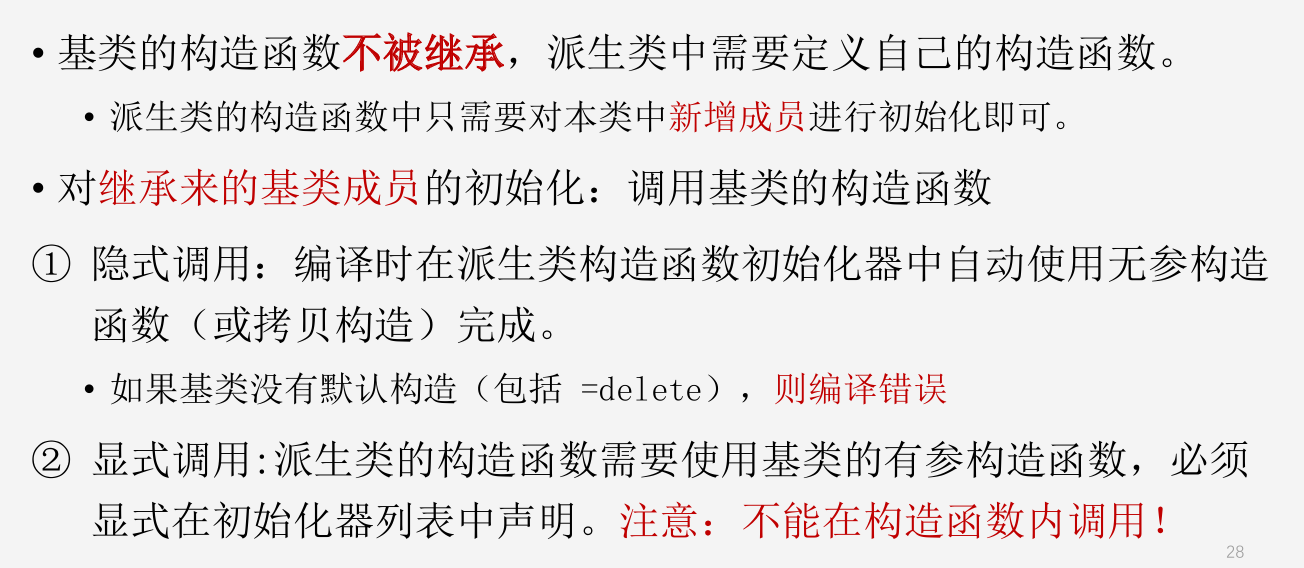 • 基类的构造函数不被继承，派生类中需要定义自己的构造函数。
• 派生类的构造函数中只需要对本类中新增成员进行初始化即可。
• 对继承来的基类成员的初始化：调用基类的构造函数
① 隐式调用：编译时在派生类构造函数初始化器中自动使用无参构造
函数（或拷贝构造）完成。
• 如果基类没有默认构造（包括 =delete），则编译错误
② 显式调用:派生类的构造函数需要使用基类的有参构造函数，必须
显式在初始化器列表中声明。注意：不能在构造函数内调用！
28